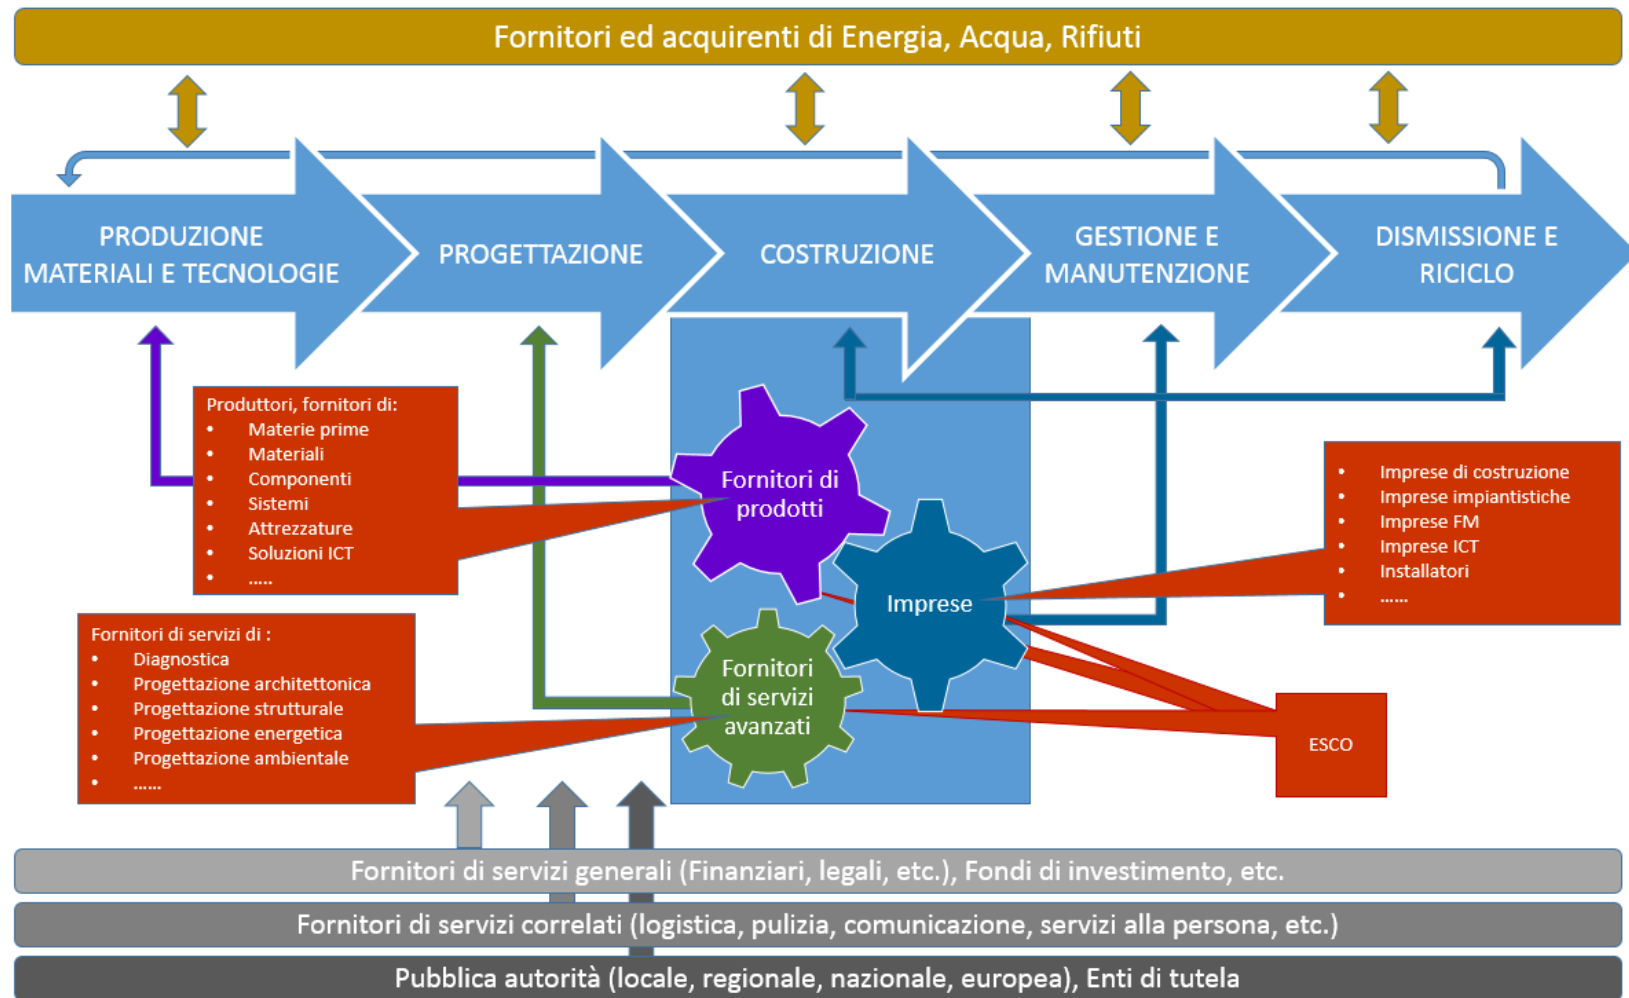 Fornitori ed acquirenti di Energia, Acqua, Rifiuti
PRODUZIONE
MATERIALI E TECNOLOGIE
PROGETTAZIONE
COSTRUZIONE
GESTIONE E
MANUTENZIONE
DISMISSIONE E
RICICLO
Produttori, fornitori di:
• Materie prime
• Materiali
• Componenti
• Sistemi
• Attrezzature
• Soluzioni ICT
• .....
Fornitori di
prodotti
Imprese
• Imprese di costruzione
• Imprese impiantistiche
• Imprese FM
• Imprese ICT
• Installatori
• ......
Fornitori di servizi di :
• Diagnostica
• Progettazione architettonica
• Progettazione strutturale
• Progettazione energetica
• Progettazione ambientale
• ......
Fornitori
di servizi
avanzati
ESCO
Fornitori di servizi generali (Finanziari, legali, etc.), Fondi di investimento, etc.
Fornitori di servizi correlati (logistica, pulizia, comunicazione, servizi alla persona, etc.)
Pubblica autorità (locale, regionale, nazionale, europea), Enti di tutela